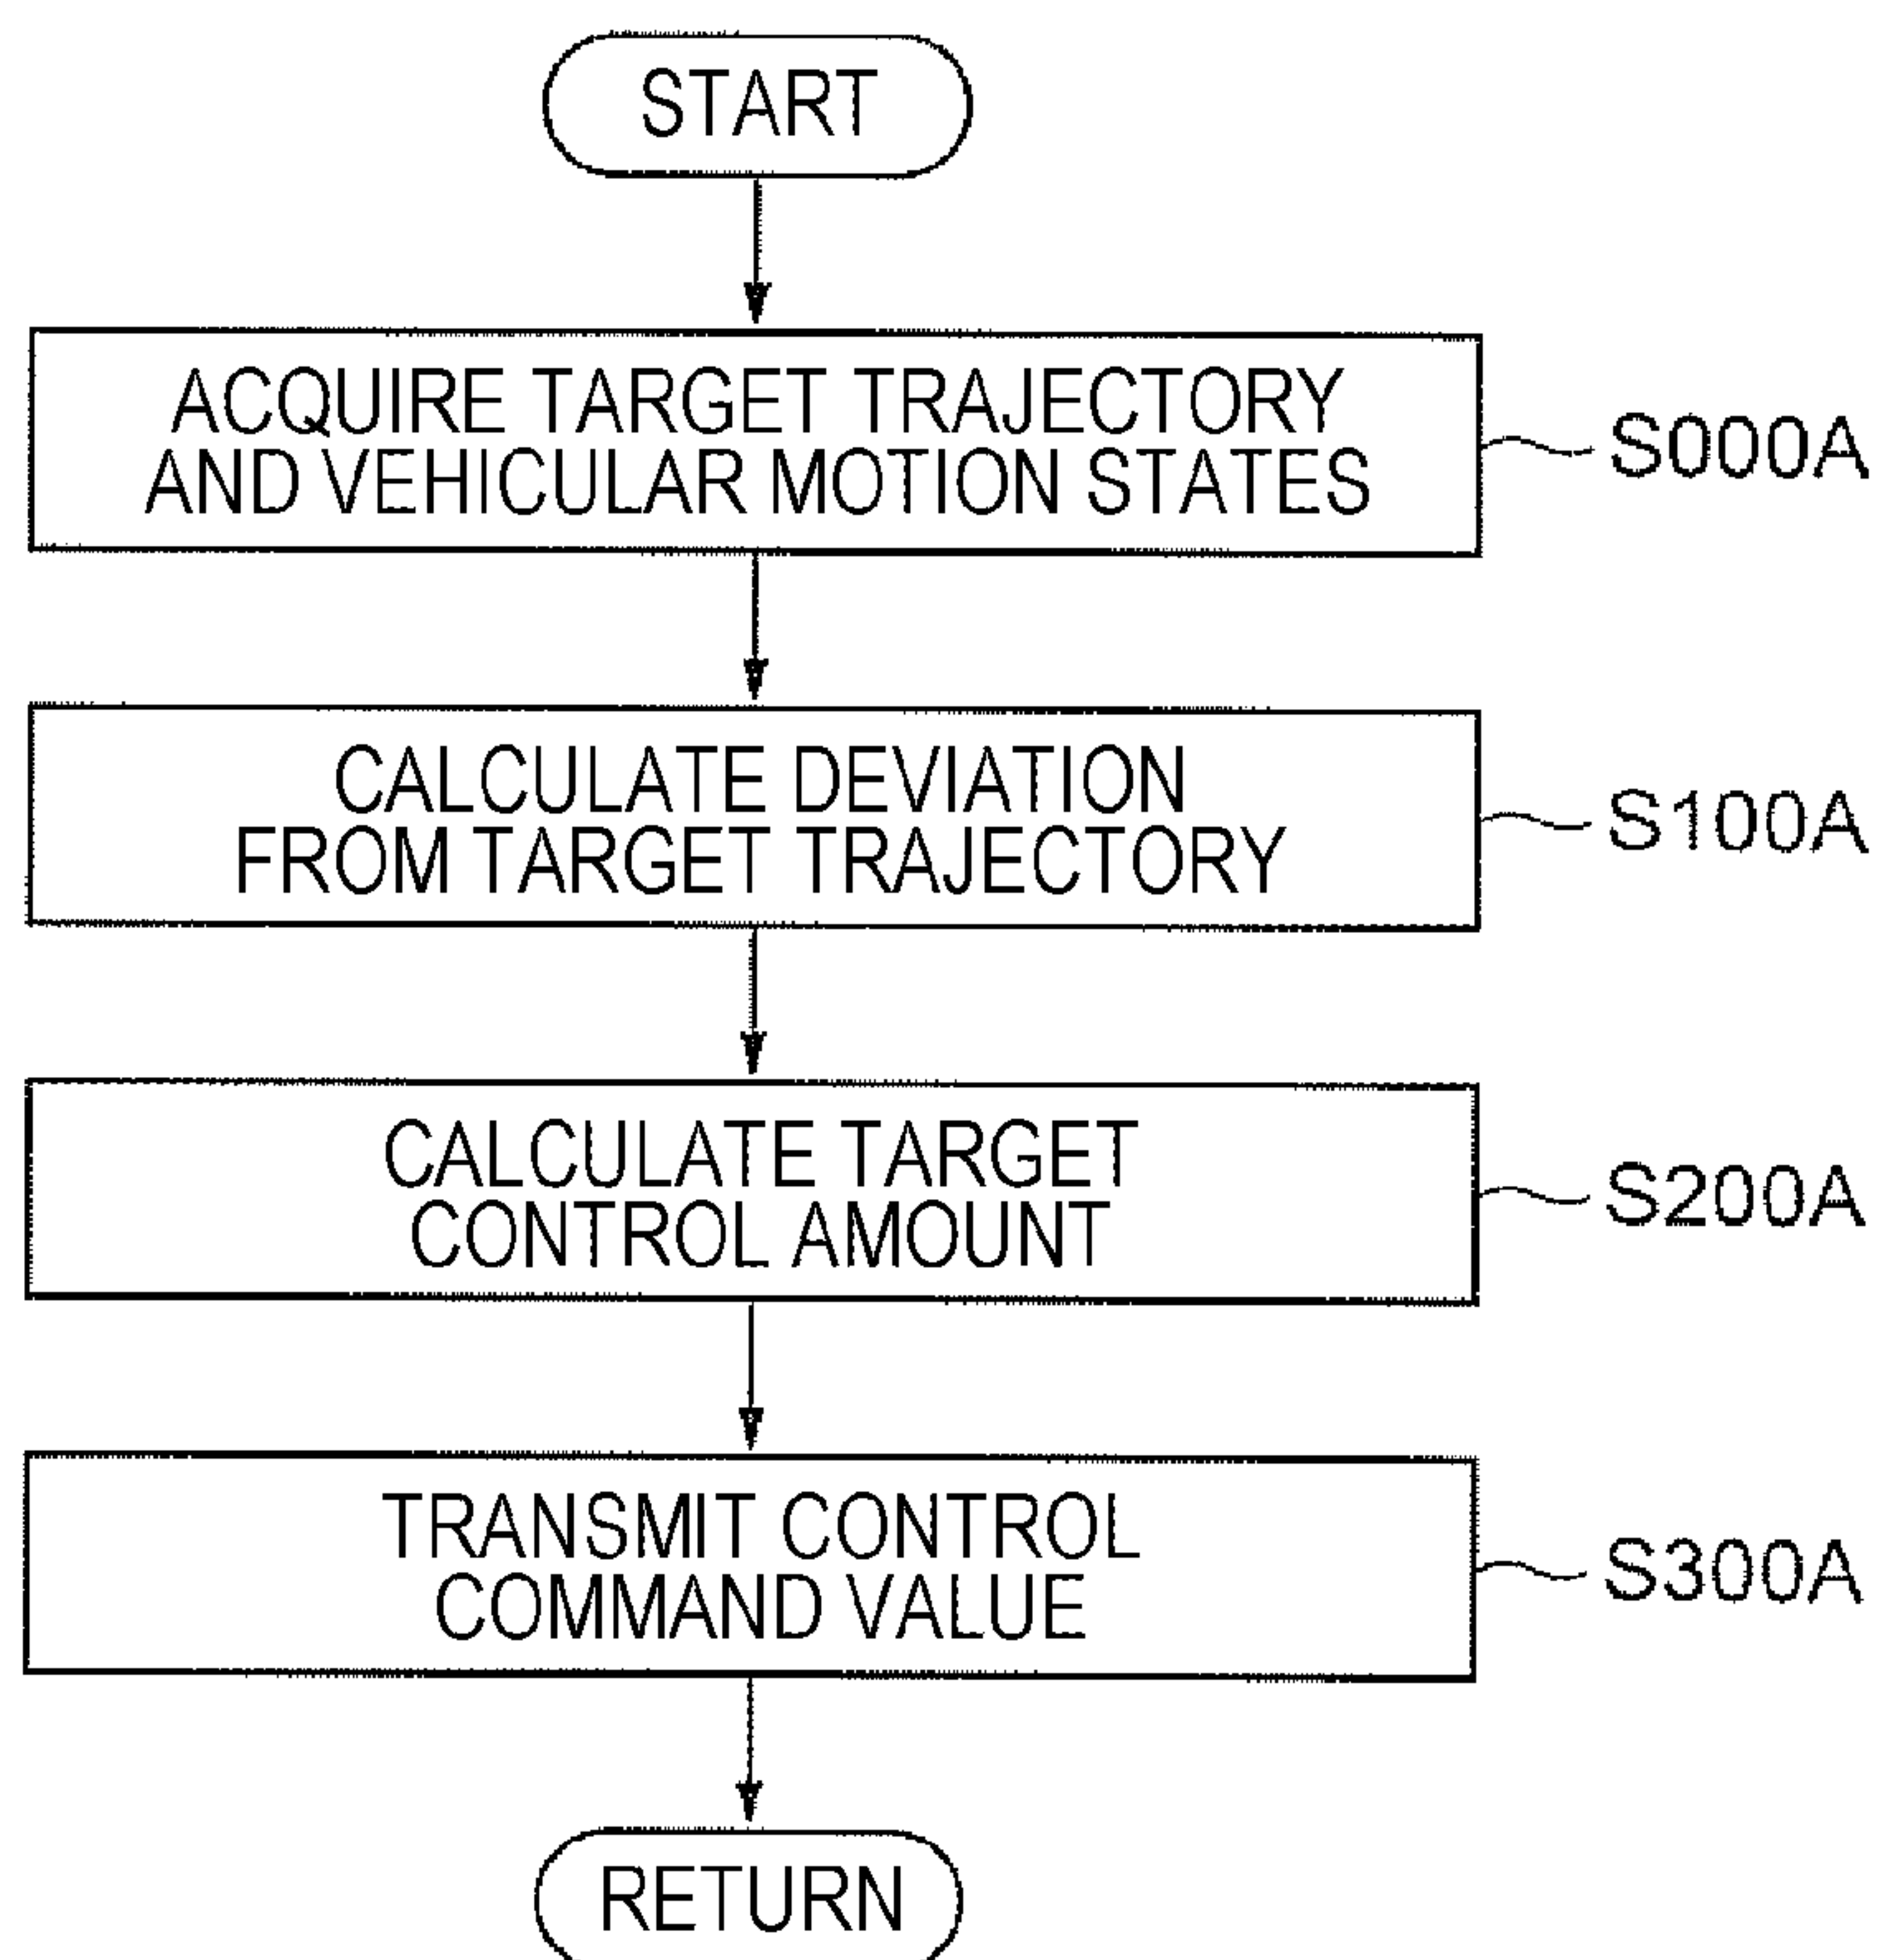 START
ACQUIRE TARGET TRAJECTORY
AND VEHICULAR MOTION STATES
S000A
CALCULATE DEVIATION
FROM TARGET TRAJECTORY
S100A
CALCULATE TARGET
CONTROL AMOUNT
S200A
TRANSMIT CONTROL
COMMAND VALUE
S300A
RETURN